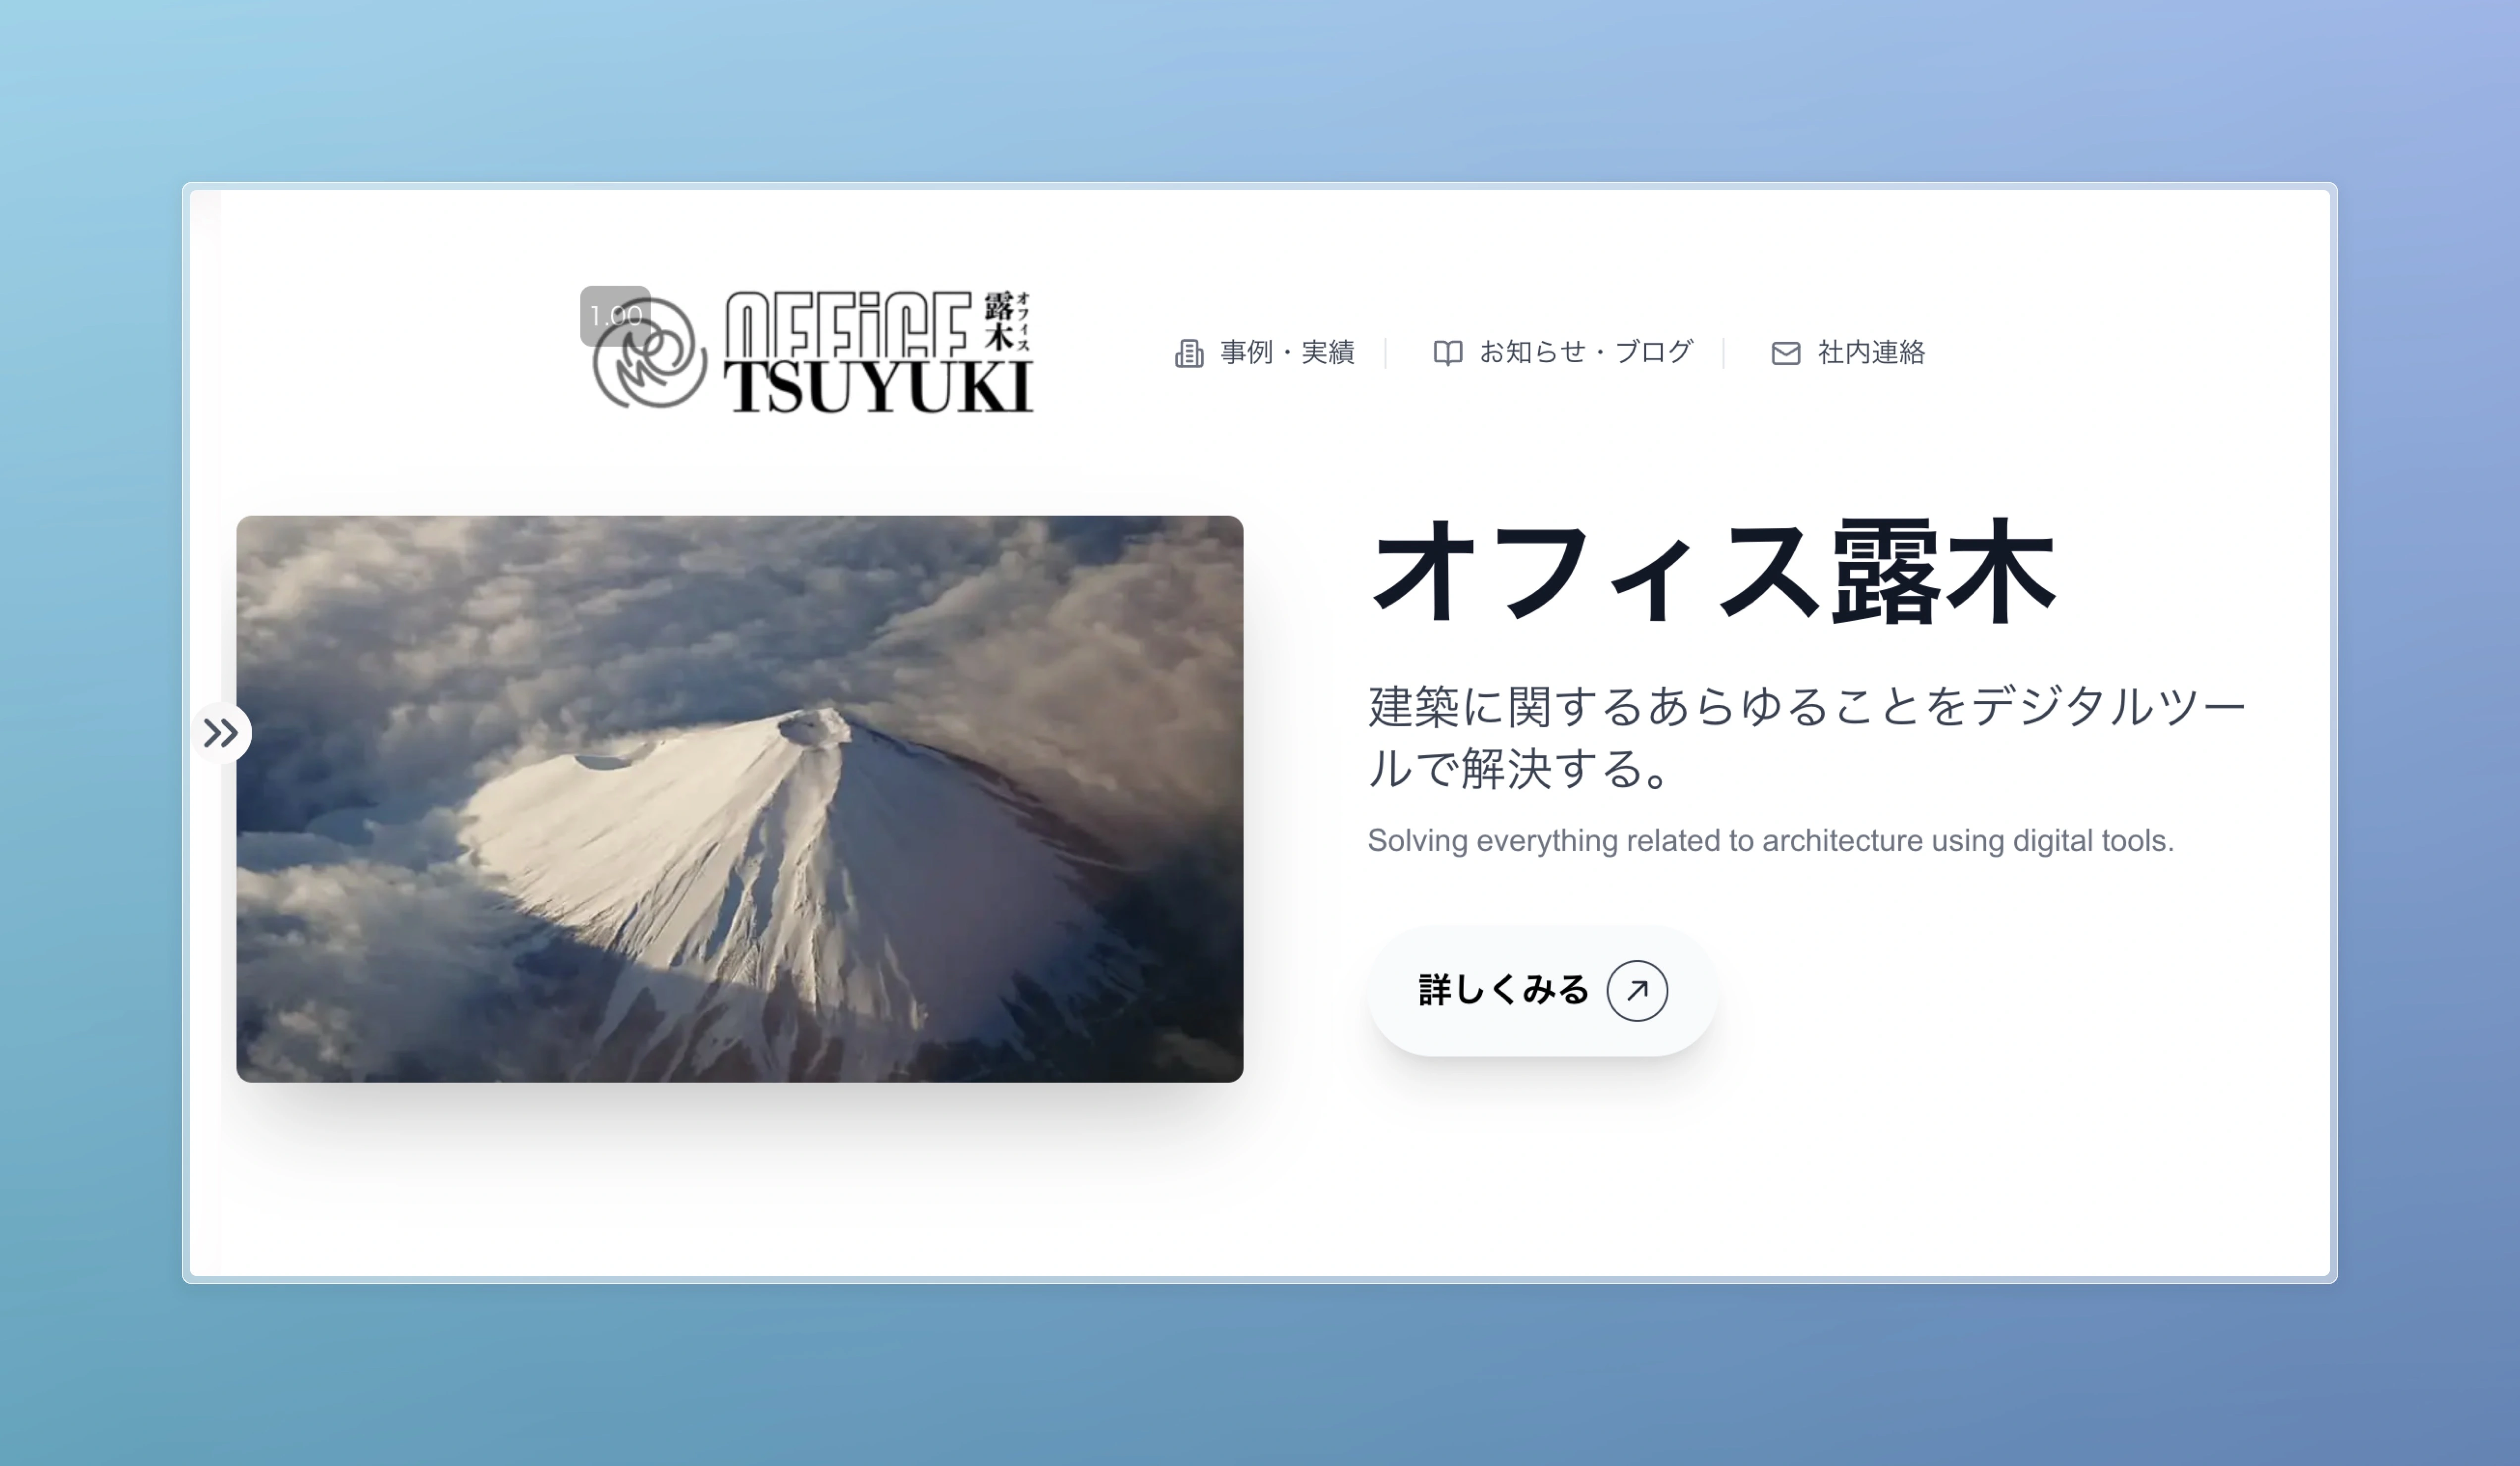 1.00
OFFiCE
露木
オフィス
TSUYUKI
事例・実績
お知らせ・ブログ
社内連絡
オフィス露木
建築に関するあらゆることをデジタルツー
ルで解決する。
Solving everything related to architecture using digital tools.
詳しくみる